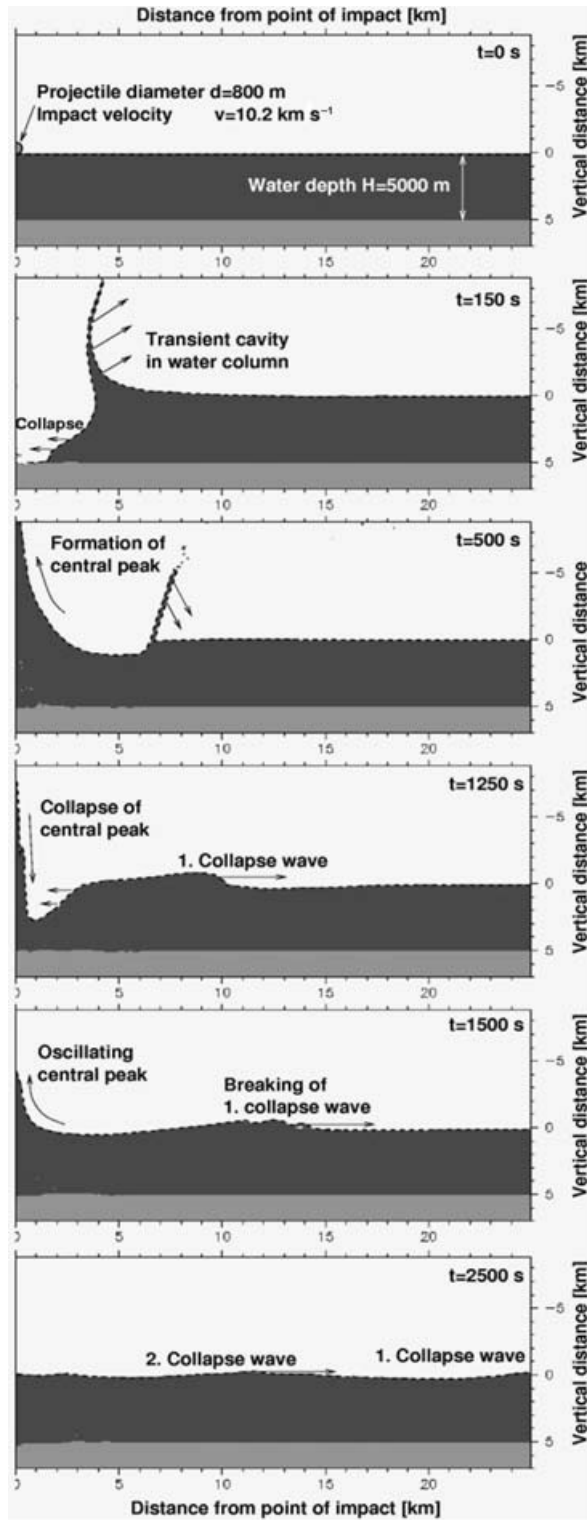 Distance from point of impact [km]
t=0 s
Projectile diameter d=800 m
Impact velocity v=10.2 km s⁻¹
Water depth H=5000 m
-5
0
5
Vertical distance [km]
0 5 10 15 20
t=150 s
Transient cavity
in water column
Collapse
-5
0
5
Vertical distance [km]
0 5 10 15 20
t=500 s
Formation of
central peak
-5
0
5
Vertical distance
0 5 10 15 20
t=1250 s
Collapse of
central peak
1. Collapse wave
-5
0
5
Vertical distance [km]
0 5 10 15 20
t=1500 s
Oscillating
central peak
Breaking of
1. collapse wave
-5
0
5
Vertical distance [km]
0 5 10 15 20
t=2500 s
2. Collapse wave
1. Collapse wave
-5
0
5
Vertical distance [km]
0 5 10 15 20
Distance from point of impact [km]